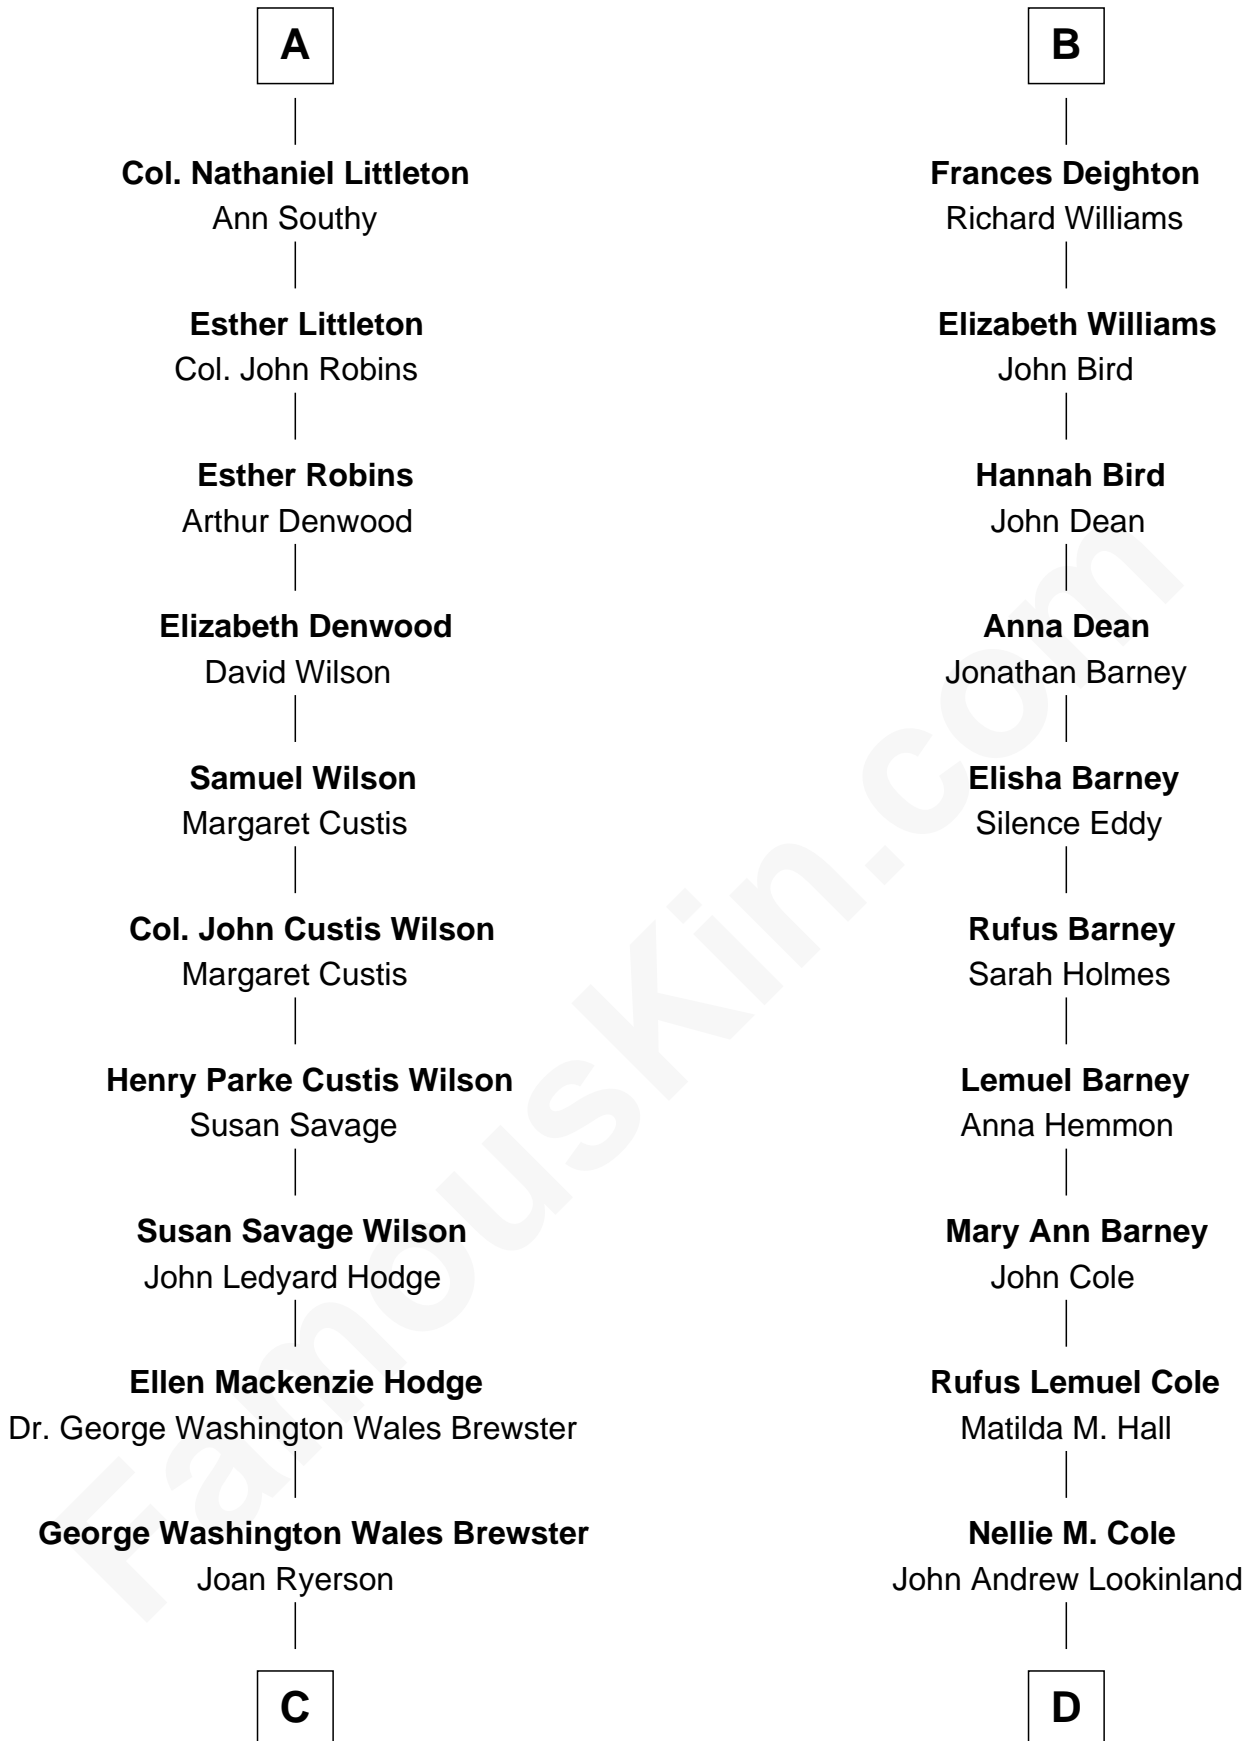 A
Col. Nathaniel Littleton
Ann Southy
Esther Littleton
Col. John Robins
Esther Robins
Arthur Denwood
Elizabeth Denwood
David Wilson
Samuel Wilson
Margaret Custis
Col. John Custis Wilson
Margaret Custis
Henry Parke Custis Wilson
Susan Savage
Susan Savage Wilson
John Ledyard Hodge
Ellen Mackenzie Hodge
Dr. George Washington Wales Brewster
George Washington Wales Brewster
Joan Ryerson
C
B
Frances Deighton
Richard Williams
Elizabeth Williams
John Bird
Hannah Bird
John Dean
Anna Dean
Jonathan Barney
Elisha Barney
Silence Eddy
Rufus Barney
Sarah Holmes
Lemuel Barney
Anna Hemmon
Mary Ann Barney
John Cole
Rufus Lemuel Cole
Matilda M. Hall
Nellie M. Cole
John Andrew Lookinland
D
FamousKin.com